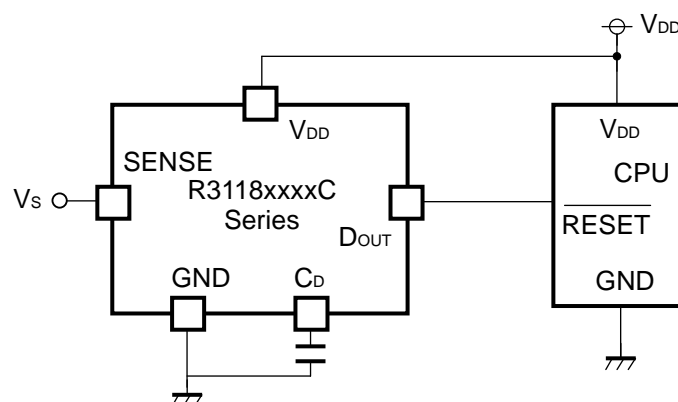 VDD
VDD
VDD
SENSE
CPU
R3118xxxxC
VS
Series
RESET
DOUT
GND
CD
GND